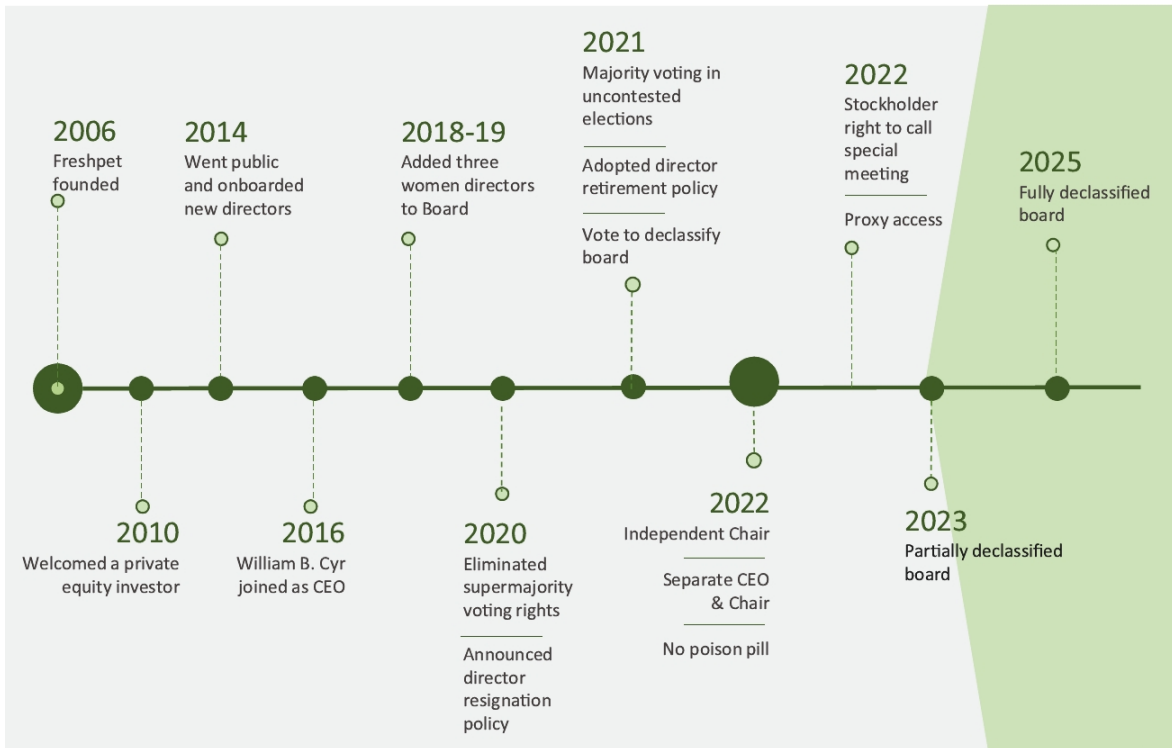 2006
Freshpet
founded
2010
Welcomed a private
equity investor
2014
Went public
and onboarded
new directors
2016
William B. Cyr
joined as CEO
2018-19
Added three
women directors
to Board
2020
Eliminated
supermajority
voting rights
Announced
director
resignation
policy
2021
Majority voting in
uncontested
elections
Adopted director
retirement policy
Vote to declassify
board
2022
Independent Chair
Separate CEO
& Chair
No poison pill
2022
Stockholder
right to call
special
meeting
Proxy access
2023
Partially declassified
board
2025
Fully declassified
board